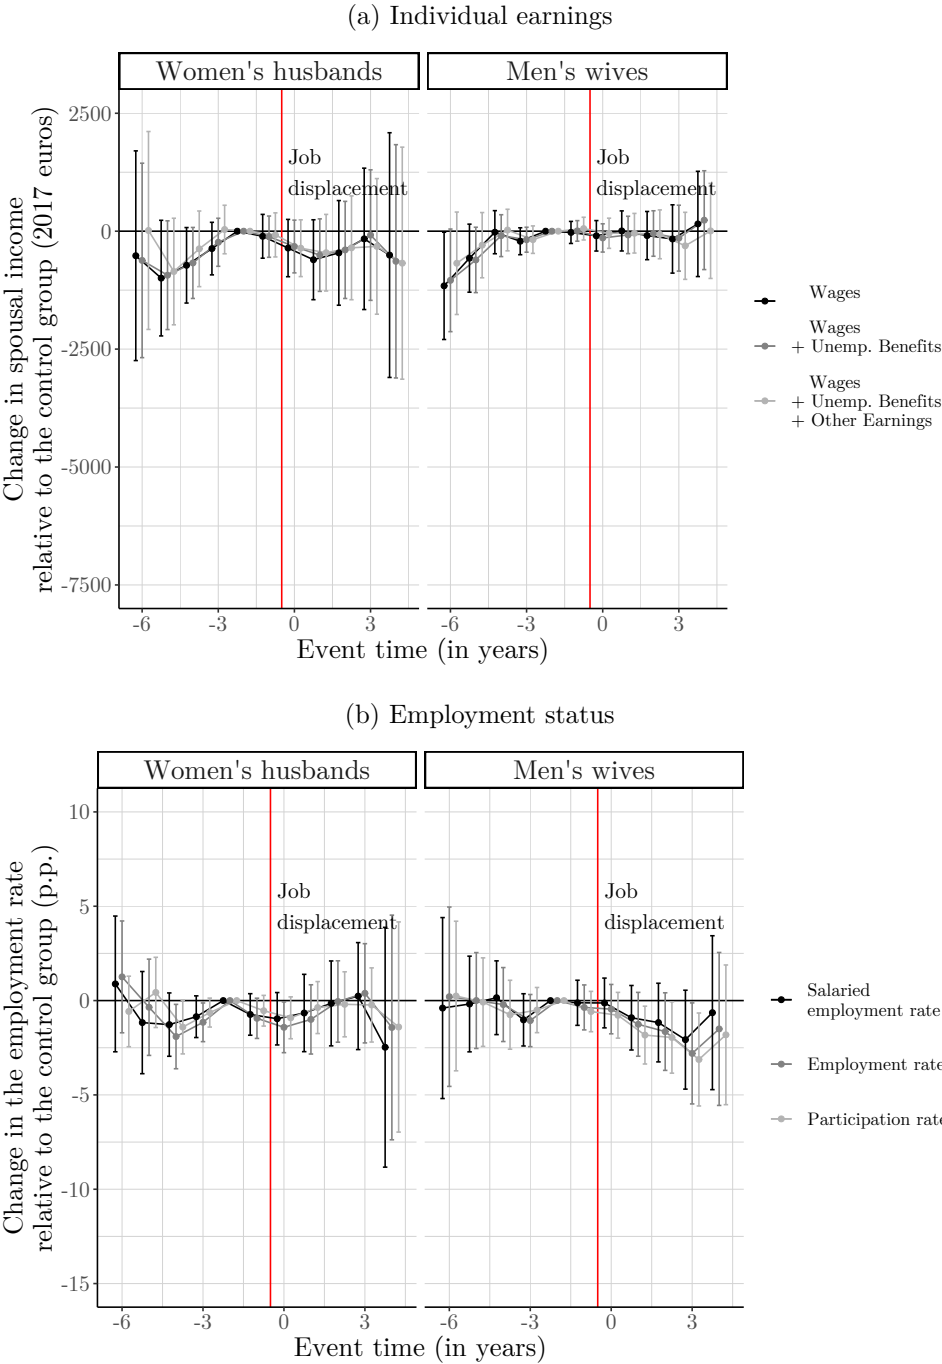 (a) Individual earnings
Women's husbands
Men's wives
Change in spousal income
relative to the control group (2017 euros)
2500
0
-2500
-5000
-7500
Job
displacement
Job
displacement
-6
-3
0
3
-6
-3
0
3
Event time (in years)
Wages
Wages
+ Unemp. Benefits
Wages
+ Unemp. Benefits
+ Other Earnings
(b) Employment status
Women's husbands
Men's wives
Change in the employment rate
relative to the control group (p.p.)
10
5
0
-5
-10
-15
Job
displacement
Job
displacement
-6
-3
0
3
-6
-3
0
3
Event time (in years)
Salaried
employment rate
Employment rate
Participation rate